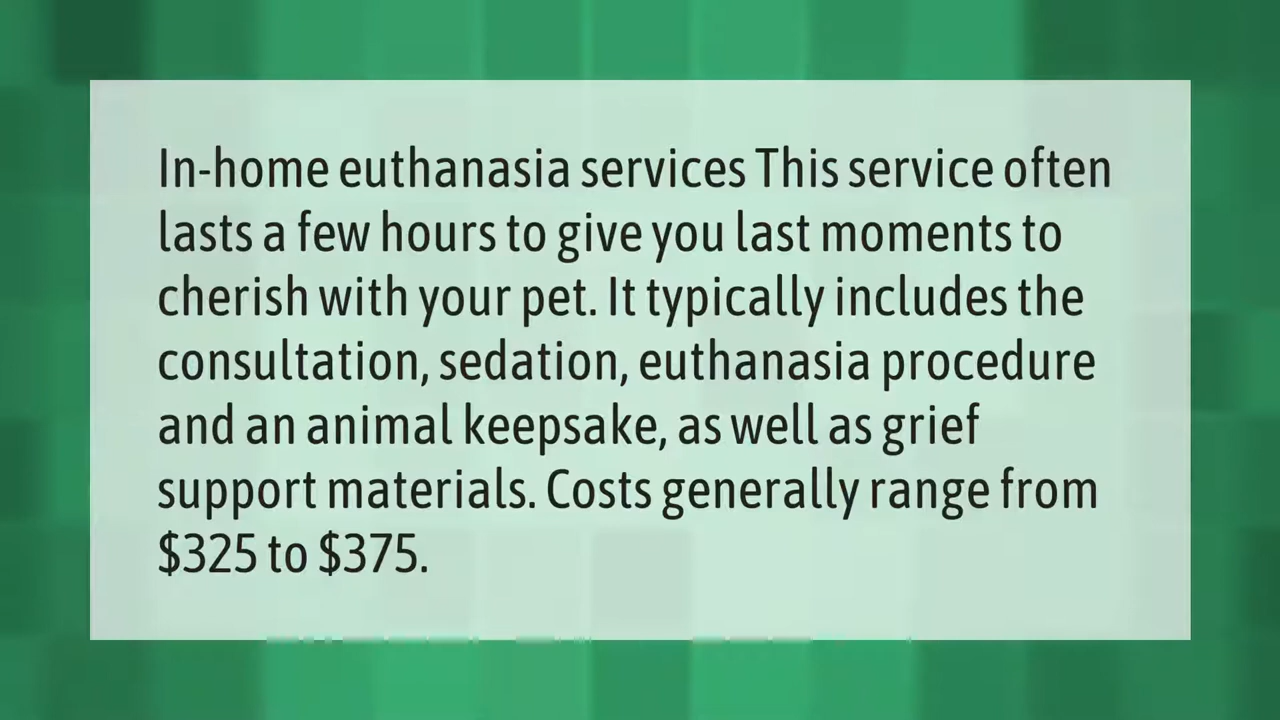 In-home euthanasia services This service often
lasts a few hours to give you last moments to
cherish with your pet. It typically includes the
consultation, sedation, euthanasia procedure
and an animal keepsake, as well as grief
support materials. Costs generally range from
$325 to $375.